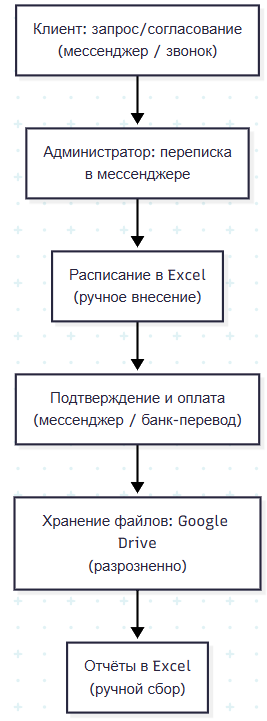 Клиент: запрос/согласование
(мессенджер / звонок)
Администратор: переписка
в мессенджере
Расписание в Excel
(ручное внесение)
Подтверждение и оплата
(мессенджер / банк-перевод)
Хранение файлов: Google
Drive
(разрозненно)
Отчёты в Excel
(ручной сбор)